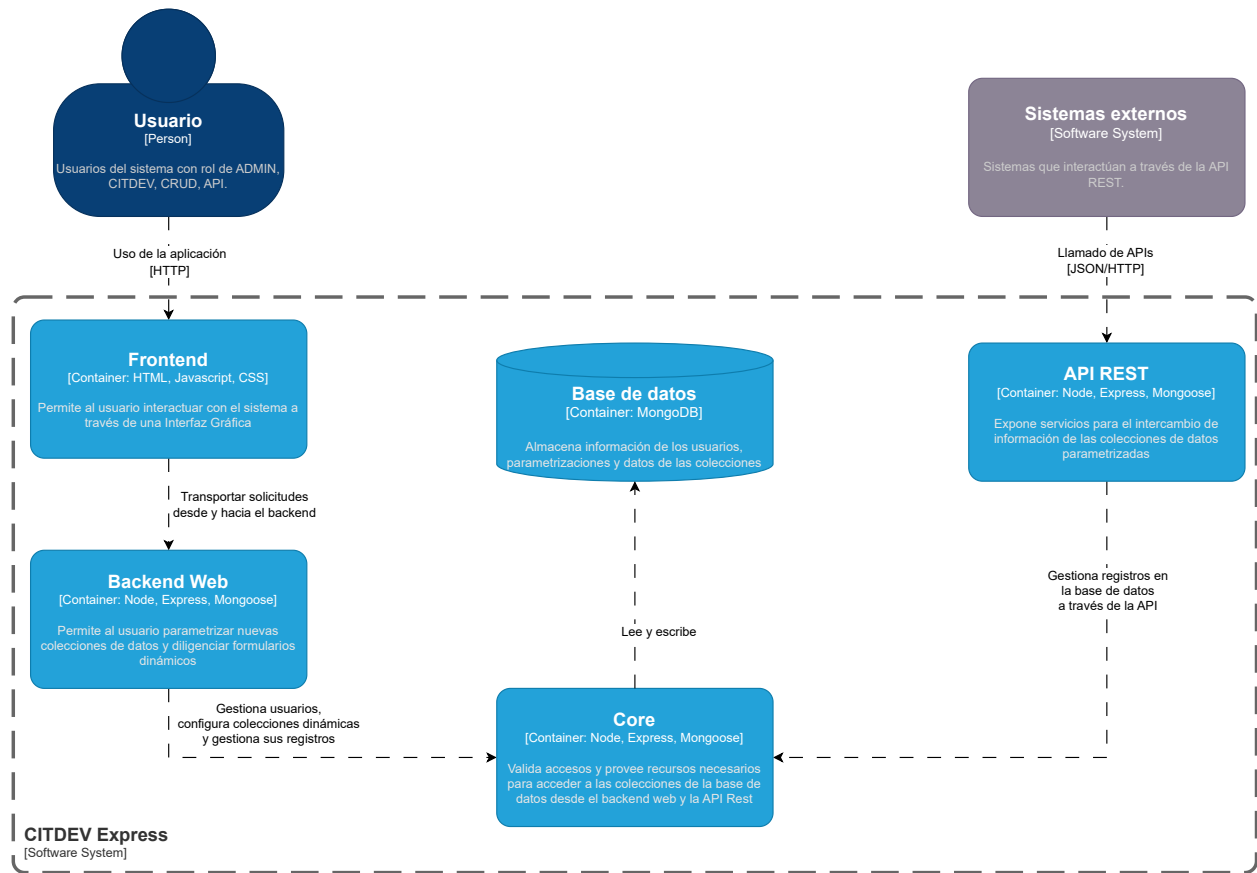 Usuario
[Person]
Usuarios del sistema con rol de ADMIN,
CITDEV, CRUD, API.
Sistemas externos
[Software System]
Sistemas que interactúan a través de la API
REST.
Uso de la aplicación
[HTTP]
Llamado de APIs
[JSON/HTTP]
Frontend
[Container: HTML, Javascript, CSS]
Permite al usuario interactuar con el sistema a
través de una Interfaz Gráfica
Base de datos
[Container: MongoDB]
Almacena información de los usuarios,
parametrizaciones y datos de las colecciones
API REST
[Container: Node, Express, Mongoose]
Expone servicios para el intercambio de
información de las colecciones de datos
parametrizadas
Transportar solicitudes
desde y hacia el backend
Backend Web
[Container: Node, Express, Mongoose]
Permite al usuario parametrizar nuevas
colecciones de datos y diligenciar formularios
dinámicos
Lee y escribe
Gestiona registros en
la base de datos
a través de la API
Gestiona usuarios,
configura colecciones dinámicas
y gestiona sus registros
Core
[Container: Node, Express, Mongoose]
Valida accesos y provee recursos necesarios
para acceder a las colecciones de la base de
datos desde el backend web y la API Rest
CITDEV Express
[Software System]